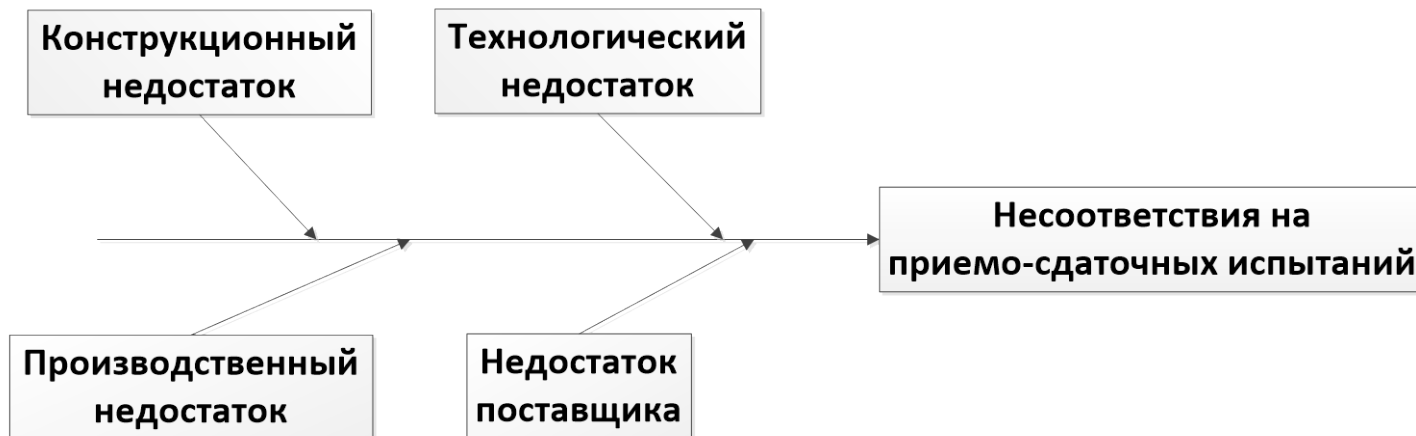 Конструкционный
недостаток
Технологический
недостаток
Несоответствия на
приемо-сдаточных испытаний
Производственный
недостаток
Недостаток
поставщика